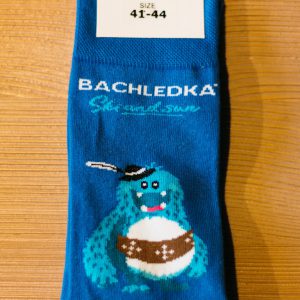 SIZE
41-44
BACHLEDKA
Ski and sun